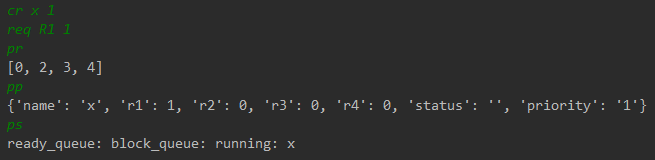 cr x 1
req R1 1
pr
[0, 2, 3, 4]
pp
{'name': 'x', 'r1': 1, 'r2': 0, 'r3': 0, 'r4': 0, 'status': '', 'priority': '1'}
ps
ready_queue: block_queue: running: x